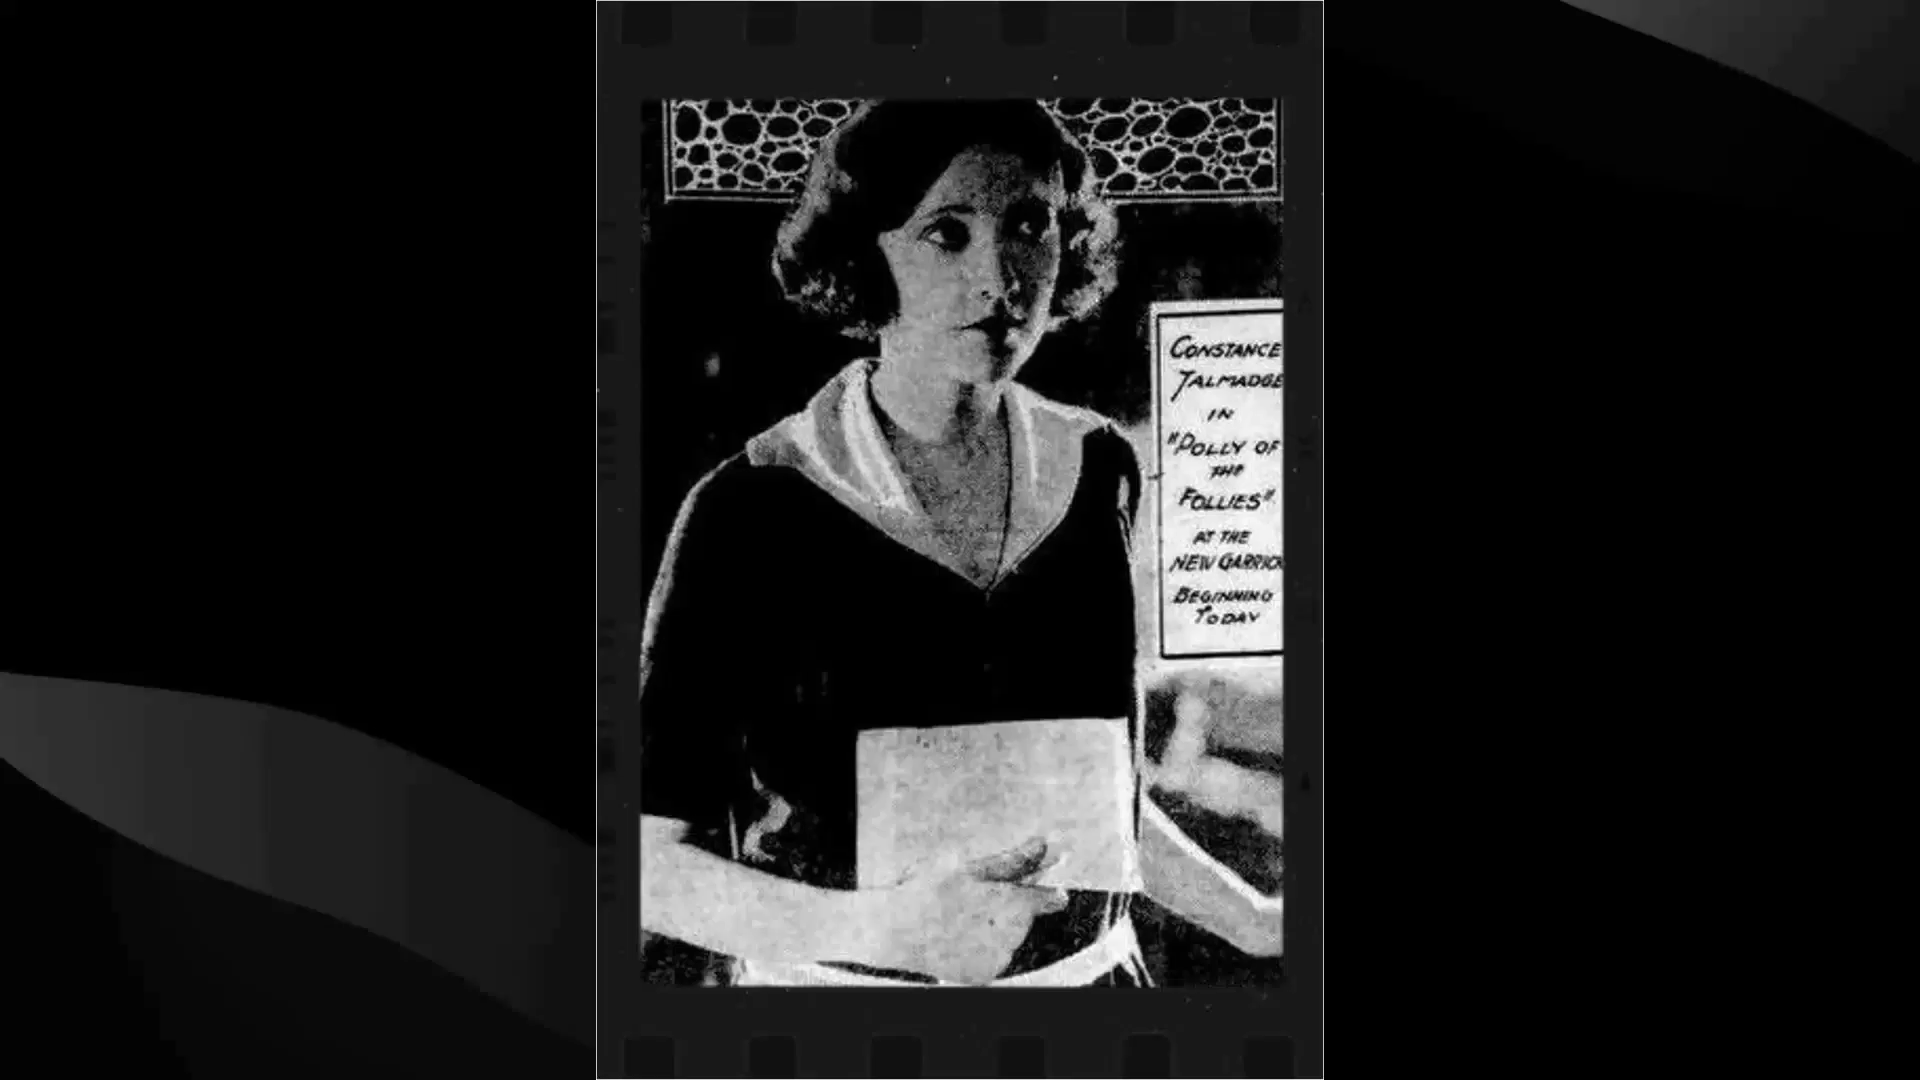 CONSTANCE
TALMADGE
IN
"POLLY OF
THE
FOLLIES"
AT THE
NEW GARRICK
BEGINNING
TODAY